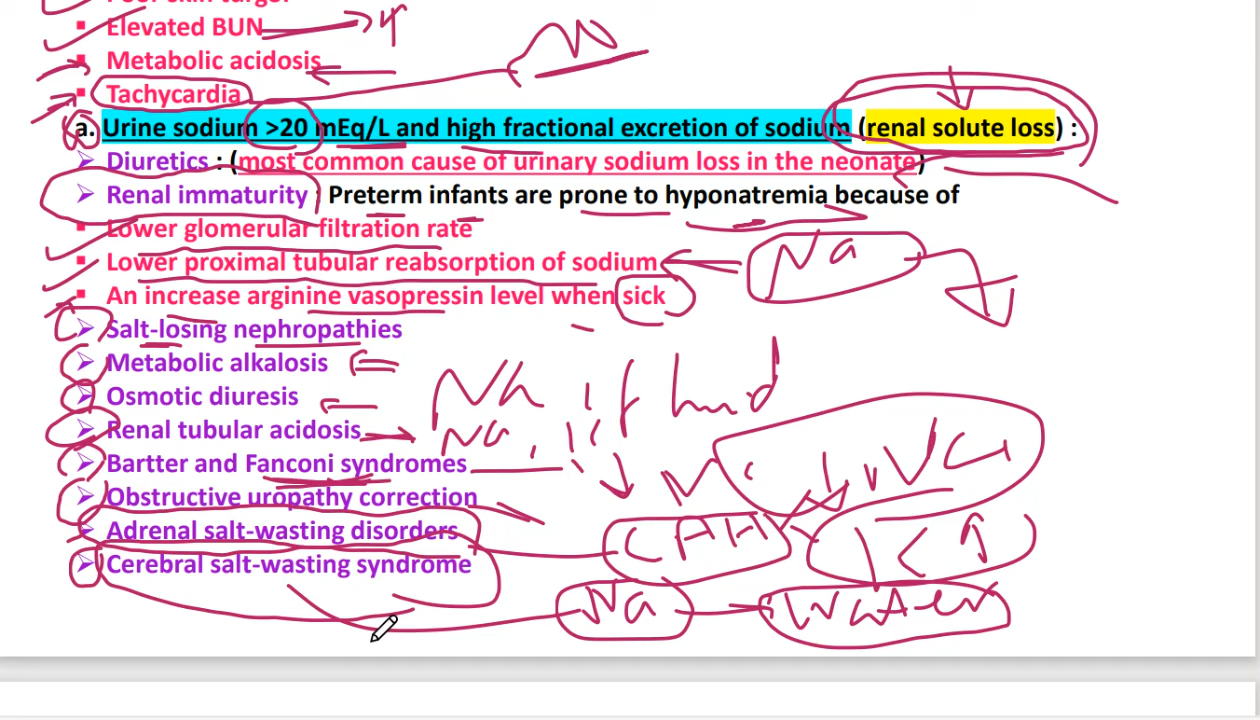 Elevated BUN
Metabolic acidosis
Tachycardia
a. Urine sodium >20 mEq/L and high fractional excretion of sodium (renal solute loss) :
Diuretics : (most common cause of urinary sodium loss in the neonate)
Renal immaturity : Preterm infants are prone to hyponatremia because of
Lower glomerular filtration rate
Lower proximal tubular reabsorption of sodium
Na
An increase arginine vasopressin level when sick
Salt-losing nephropathies
Metabolic alkalosis
Osmotic diuresis
Renal tubular acidosis
Na
Bartter and Fanconi syndromes
Obstructive uropathy correction
Adrenal salt-wasting disorders
CAH
K
Cerebral salt-wasting syndrome
Na
Water